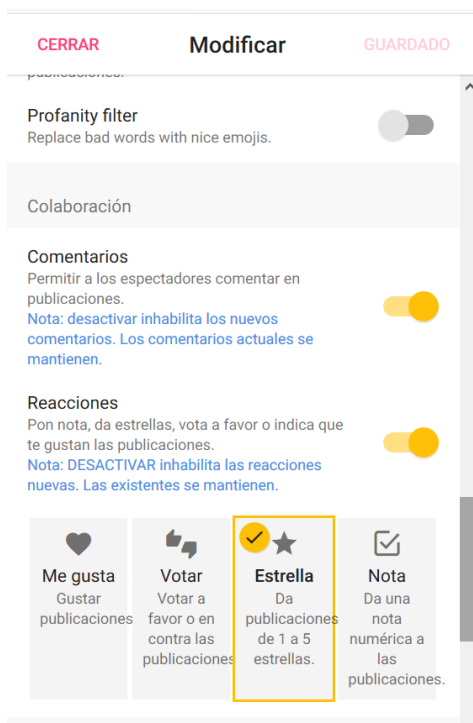 CERRAR Modificar GUARDADO
publicaciones.
Profanity filter
Replace bad words with nice emojis.
Colaboración
Comentarios
Permitir a los espectadores comentar en
publicaciones.
Nota: desactivar inhabilita los nuevos
comentarios. Los comentarios actuales se
mantienen.
Reacciones
Pon nota, da estrellas, vota a favor o indica que
te gustan las publicaciones.
Nota: DESACTIVAR inhabilita las reacciones
nuevas. Las existentes se mantienen.
Me gusta
Gustar
publicaciones
Votar
Votar a
favor o en
contra las
publicaciones
Estrella
Da
publicaciones
de 1 a 5
estrellas.
Nota
Da una
nota
numérica a
las
publicaciones.